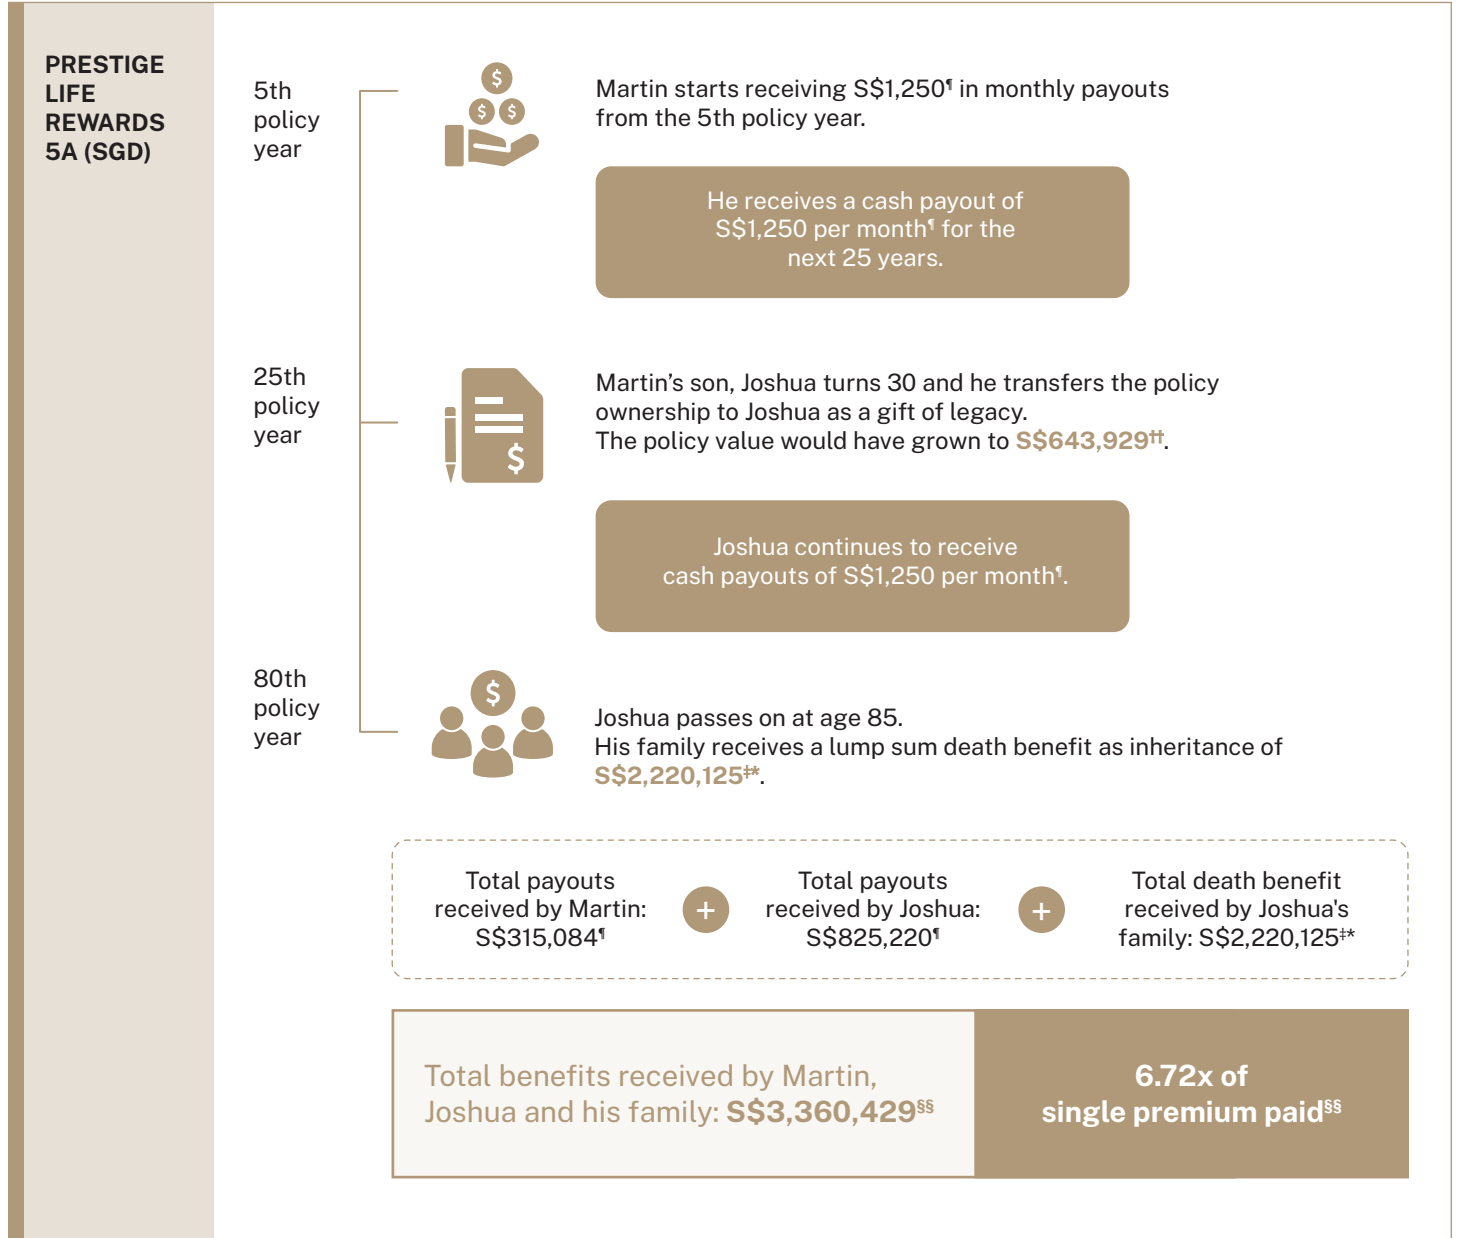 PRESTIGE
LIFE
REWARDS
5A (SGD)
5th
policy
year
$
$
$
Martin starts receiving S$1,250¶ in monthly payouts
from the 5th policy year.
He receives a cash payout of
S$1,250 per month¶ for the
next 25 years.
25th
policy
year
$
Martin’s son, Joshua turns 30 and he transfers the policy
ownership to Joshua as a gift of legacy.
The policy value would have grown to S$643,929††.
Joshua continues to receive
cash payouts of S$1,250 per month¶.
80th
policy
year
$
Joshua passes on at age 85.
His family receives a lump sum death benefit as inheritance of
S$2,220,125‡*.
Total payouts
received by Martin:
S$315,084¶
+
Total payouts
received by Joshua:
S$825,220¶
+
Total death benefit
received by Joshua's
family: S$2,220,125‡*
Total benefits received by Martin,
Joshua and his family: S$3,360,429§§
6.72x of
single premium paid§§